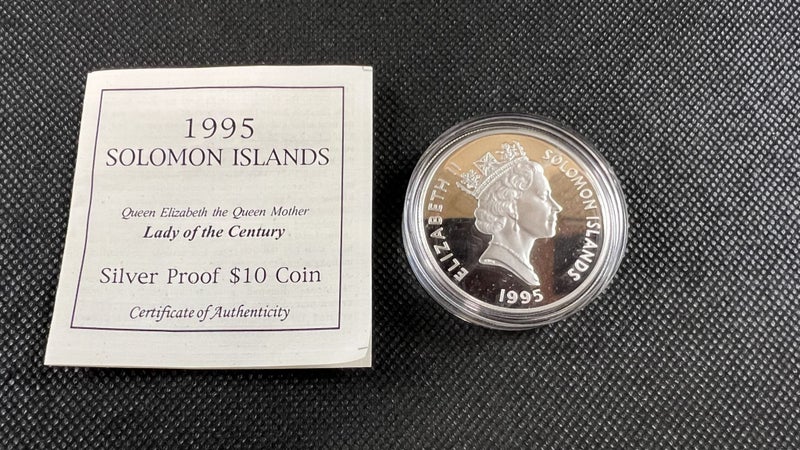 1995
SOLOMON ISLANDS
Queen Elizabeth the Queen Mother
Lady of the Century
Silver Proof $10 Coin
Certificate of Authenticity
ELIZABETH II
SOLOMON ISLANDS
1995